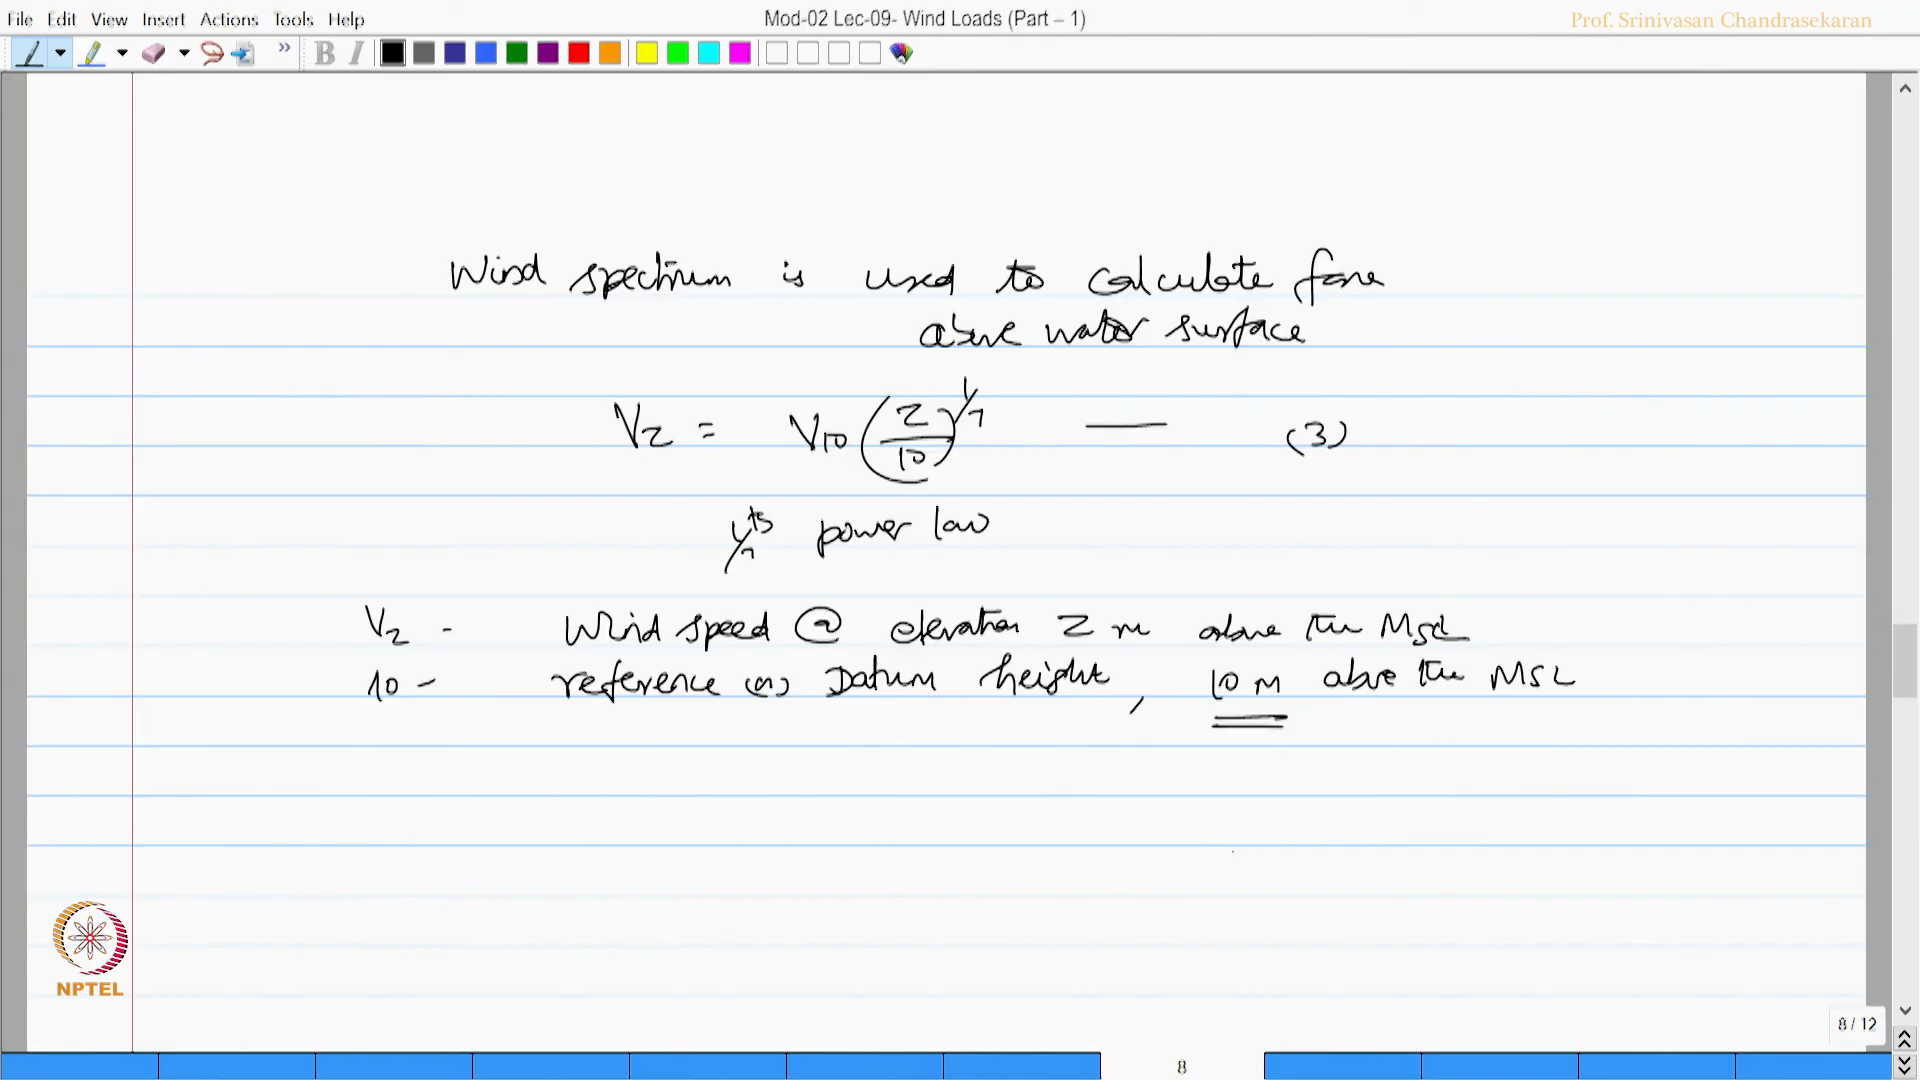 File Edit View Insert Actions Tools Help
Mod-02 Lec-09- Wind Loads (Part – 1)
Prof. Srinivasan Chandrasekaran
B I
Wind spectrum is used to calculate force
above water surface
Vz = V10 (Z/10)^1/7 — (3)
1/7th power law
Vz - Wind speed @ elevation Z m above the MSL
10 - reference (or) Datum height, 10 m above the MSL
NPTEL
8 / 12
8